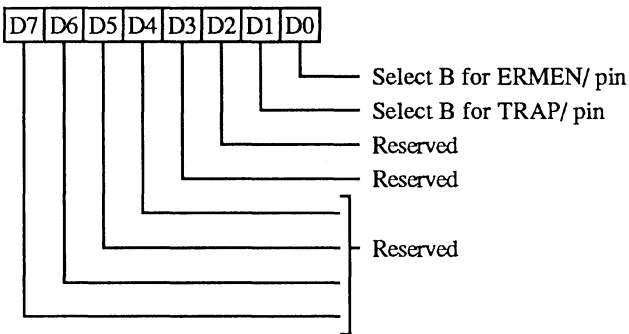 D7 D6 D5 D4 D3 D2 D1 D0
Select B for ERMEN/ pin
Select B for TRAP/ pin
Reserved
Reserved
Reserved